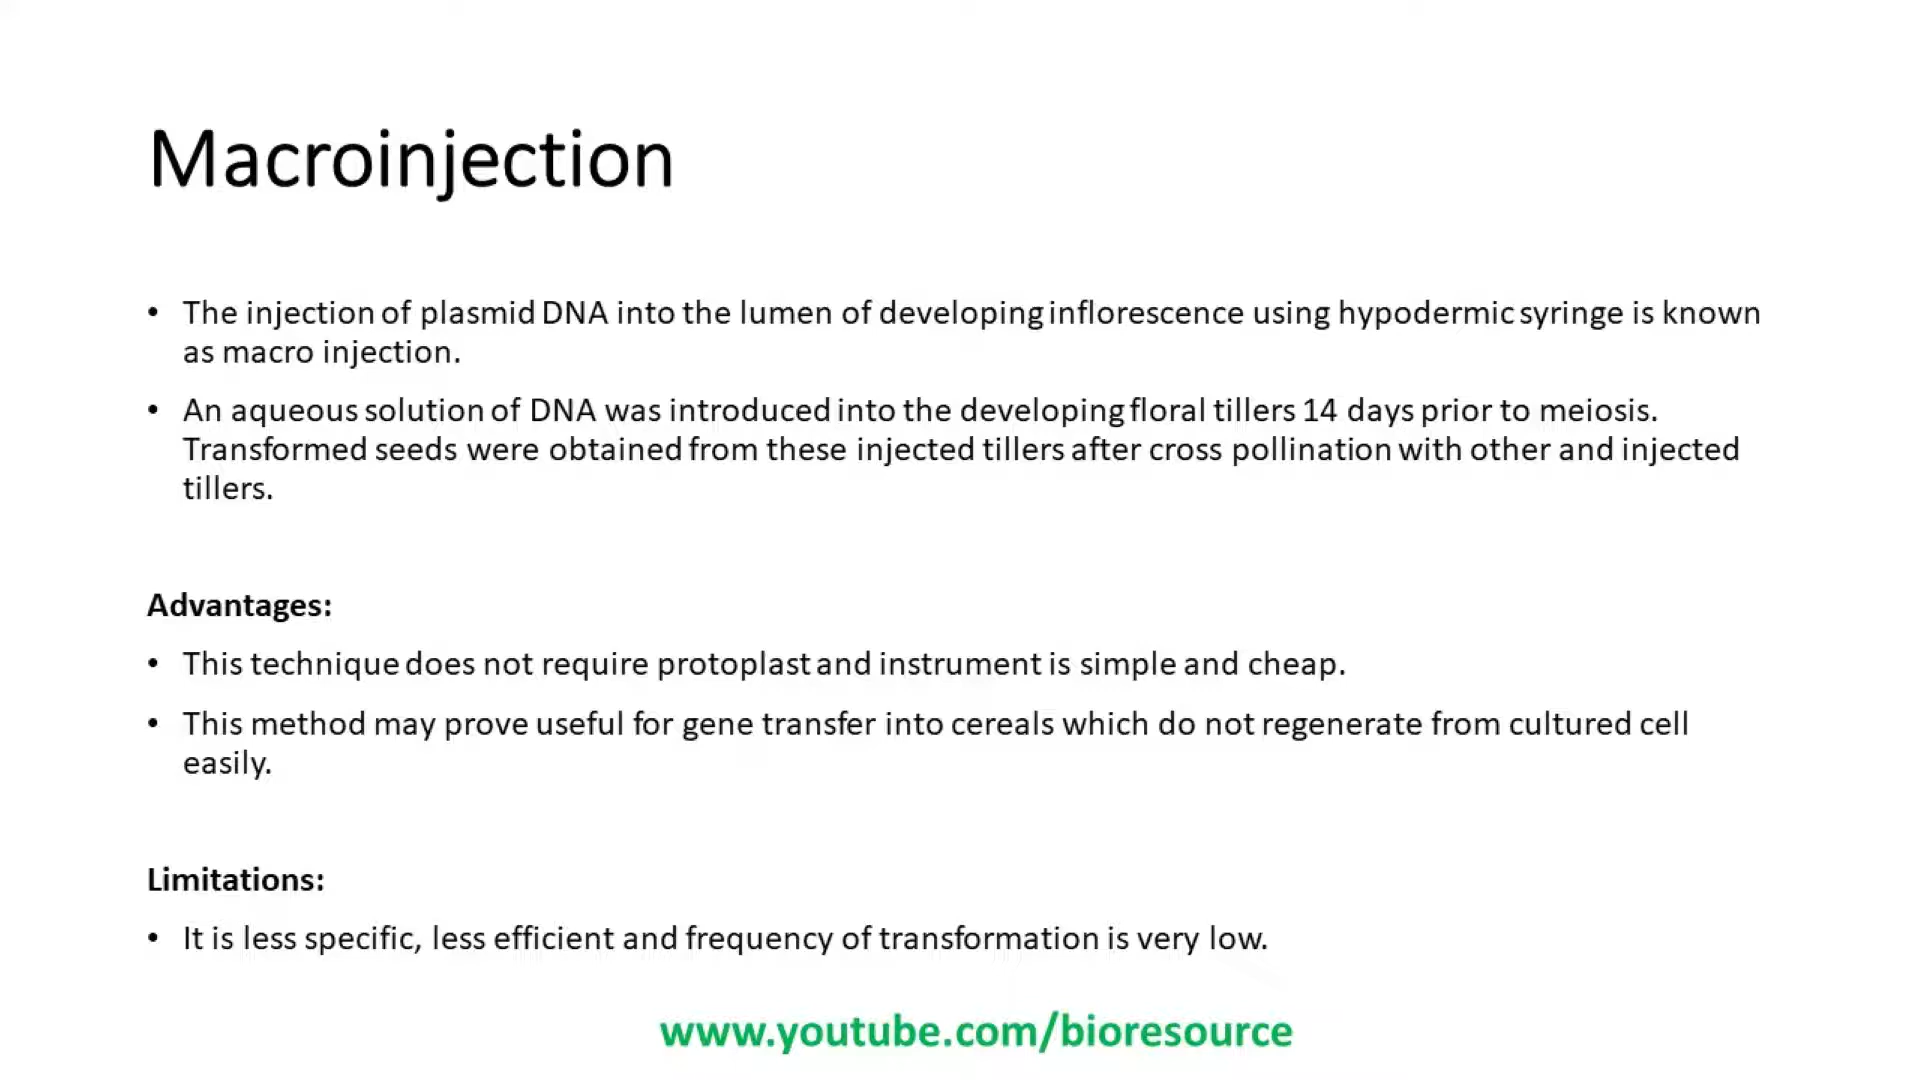 Macroinjection
• The injection of plasmid DNA into the lumen of developing inflorescence using hypodermic syringe is known
as macro injection.
• An aqueous solution of DNA was introduced into the developing floral tillers 14 days prior to meiosis.
Transformed seeds were obtained from these injected tillers after cross pollination with other and injected
tillers.
Advantages:
• This technique does not require protoplast and instrument is simple and cheap.
• This method may prove useful for gene transfer into cereals which do not regenerate from cultured cell
easily.
Limitations:
• It is less specific, less efficient and frequency of transformation is very low.
www.youtube.com/bioresource